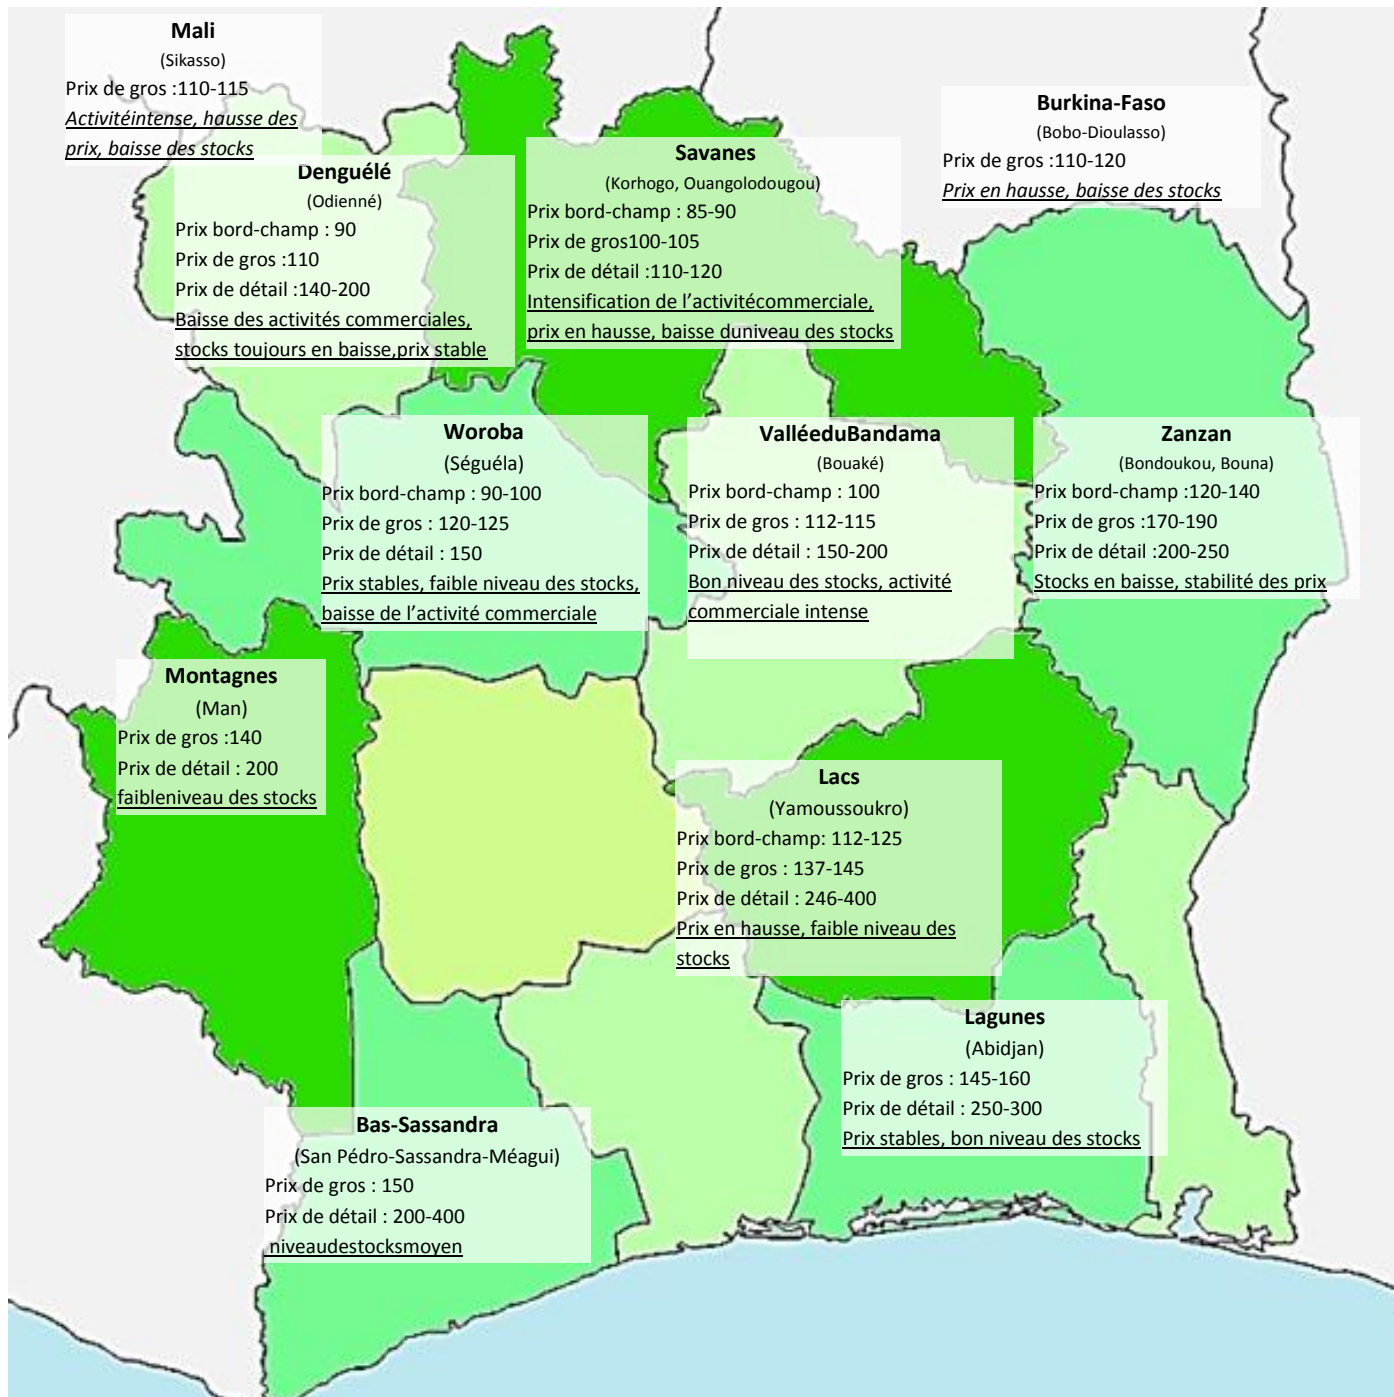 Mali
(Sikasso)
Prix de gros :110-115
Activitéintense, hausse des
prix, baisse des stocks
Burkina-Faso
(Bobo-Dioulasso)
Prix de gros :110-120
Prix en hausse, baisse des stocks
Denguélé
(Odienné)
Prix bord-champ : 90
Prix de gros :110
Prix de détail :140-200
Baisse des activités commerciales,
stocks toujours en baisse,prix stable
Savanes
(Korhogo, Ouangolodougou)
Prix bord-champ : 85-90
Prix de gros100-105
Prix de détail :110-120
Intensification de l’activitécommerciale,
prix en hausse, baisse duniveau des stocks
Woroba
(Séguéla)
Prix bord-champ : 90-100
Prix de gros : 120-125
Prix de détail : 150
Prix stables, faible niveau des stocks,
baisse de l’activité commerciale
ValléeduBandama
(Bouaké)
Prix bord-champ : 100
Prix de gros : 112-115
Prix de détail : 150-200
Bon niveau des stocks, activité
commerciale intense
Zanzan
(Bondoukou, Bouna)
Prix bord-champ :120-140
Prix de gros :170-190
Prix de détail :200-250
Stocks en baisse, stabilité des prix
Montagnes
(Man)
Prix de gros :140
Prix de détail : 200
faibleniveau des stocks
Lacs
(Yamoussoukro)
Prix bord-champ: 112-125
Prix de gros : 137-145
Prix de détail : 246-400
Prix en hausse, faible niveau des
stocks
Lagunes
(Abidjan)
Prix de gros : 145-160
Prix de détail : 250-300
Prix stables, bon niveau des stocks
Bas-Sassandra
(San Pédro-Sassandra-Méagui)
Prix de gros : 150
Prix de détail : 200-400
niveaudestocksmoyen